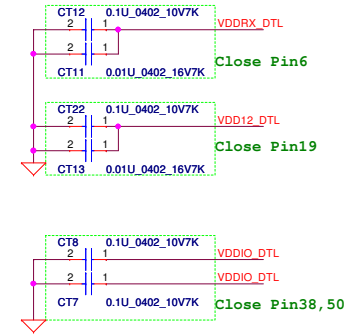 CT12 0.1U_0402_10V7K
2 1 VDDRX_DTL
2 1
CT11 0.01U_0402_16V7K
Close Pin6
CT22 0.1U_0402_10V7K
2 1 VDD12_DTL
2 1
Close Pin19
CT13 0.01U_0402_16V7K
CT8 0.1U_0402_10V7K
2 1 VDDIO_DTL
2 1 VDDIO_DTL
CT7 0.1U_0402_10V7K
Close Pin38,50